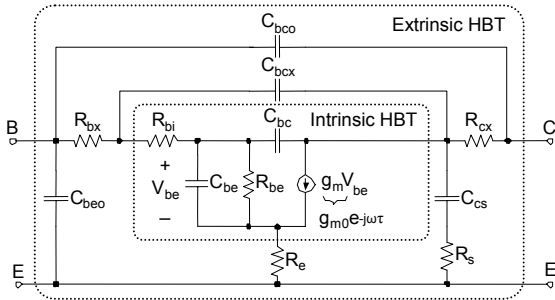 Extrinsic HBT
C_bco
C_bcx
C_bc
Intrinsic HBT
B
R_bx
R_bi
R_cx
C
+
V_be
–
C_be
R_be
g_mV_be
g_m0e^-jωτ
C_beo
C_cs
R_e
R_s
E
E